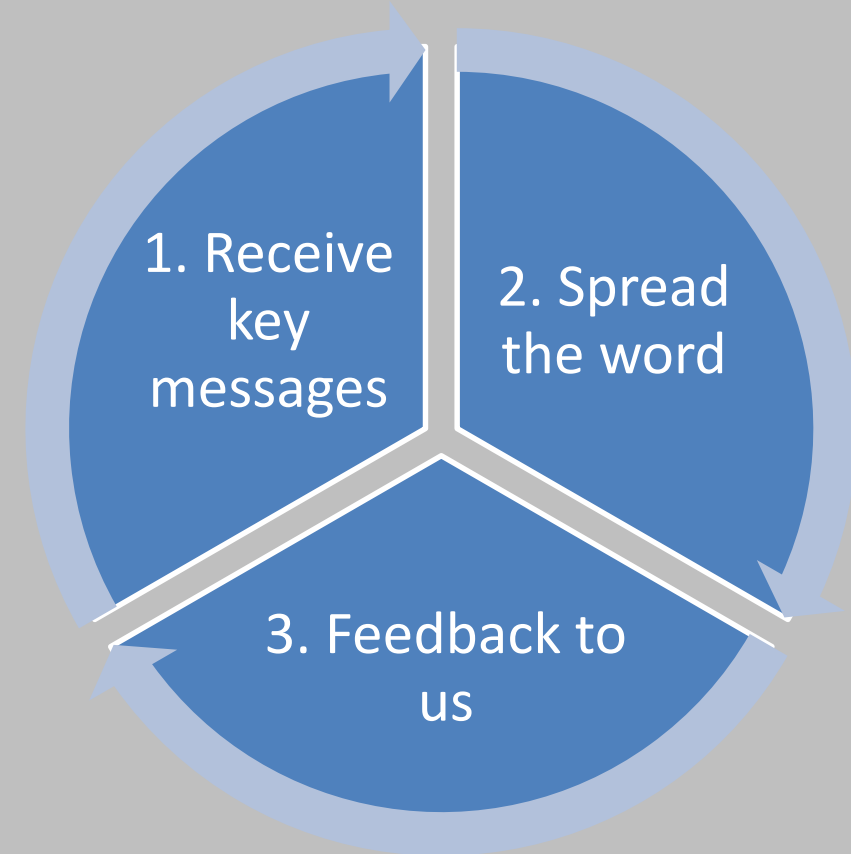 1. Receive
key
messages
2. Spread
the word
3. Feedback to
us